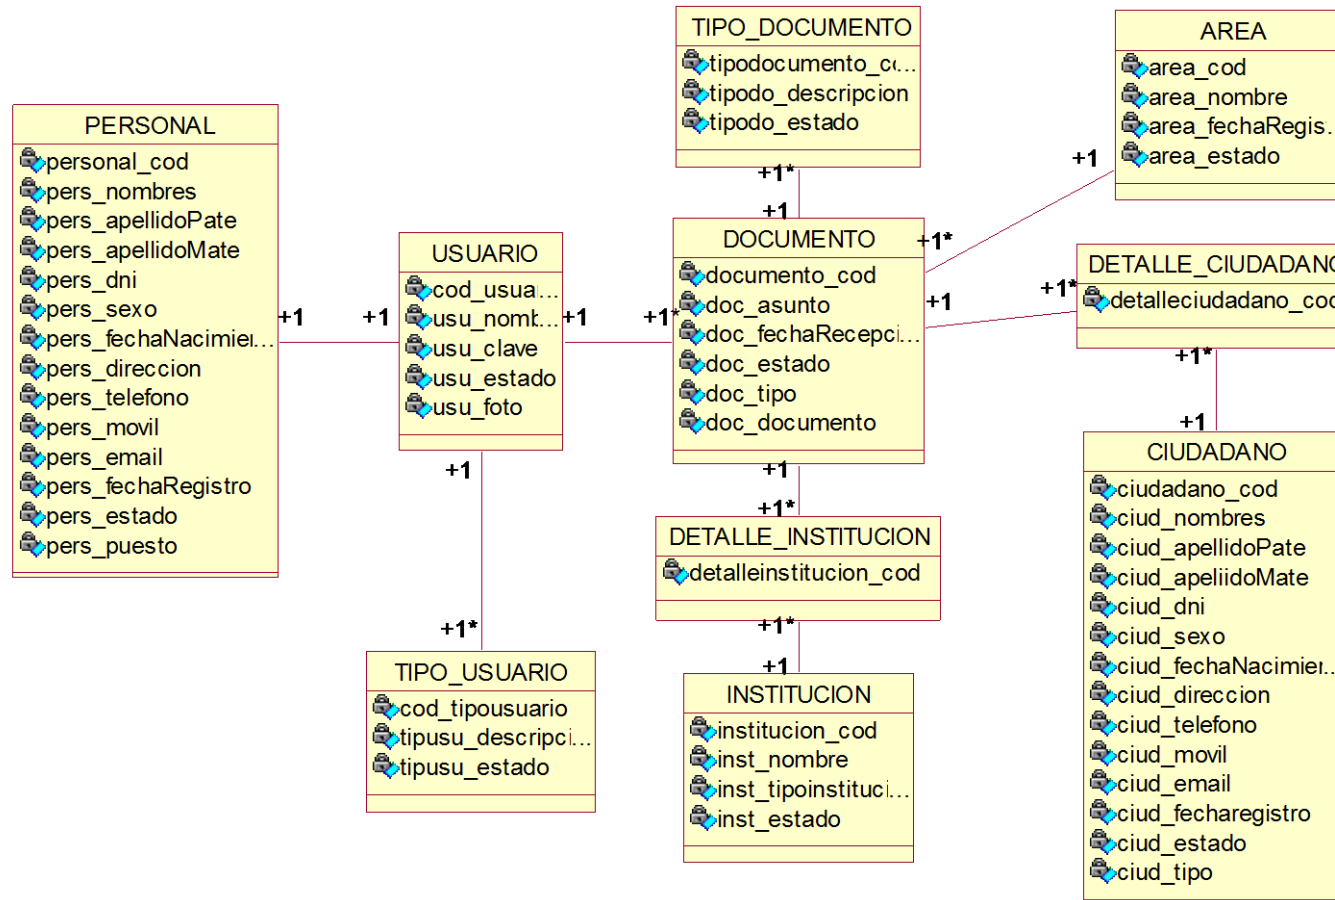 TIPO_DOCUMENTO
tipodocumento_cc...
tipodo_descripcion
tipodo_estado
AREA
area_cod
area_nombre
area_fechaRegis...
area_estado
PERSONAL
personal_cod
pers_nombres
pers_apellidoPate
pers_apellidoMate
pers_dni
pers_sexo
pers_fechaNacimie...
pers_direccion
pers_telefono
pers_movil
pers_email
pers_fechaRegistro
pers_estado
pers_puesto
+1
+1
USUARIO
cod_usua...
usu_nomb...
usu_clave
usu_estado
usu_foto
+1
+1*
+1*
+1
DOCUMENTO
documento_cod
doc_asunto
doc_fechaRecepci...
doc_estado
doc_tipo
doc_documento
+1
+1*
+1
+1*
DETALLE_CIUDADANO
detalleciudadano_cod
+1*
+1
CIUDADANO
ciudadano_cod
ciud_nombres
ciud_apellidoPate
ciud_apeliidoMate
ciud_dni
ciud_sexo
ciud_fechaNacimie...
ciud_direccion
ciud_telefono
ciud_movil
ciud_email
ciud_fecharegistro
ciud_estado
ciud_tipo
+1
+1*
DETALLE_INSTITUCION
detalleinstitucion_cod
+1*
+1
INSTITUCION
institucion_cod
inst_nombre
inst_tipoinstituci...
inst_estado
+1
+1*
TIPO_USUARIO
cod_tipousuario
tipusu_descripci...
tipusu_estado